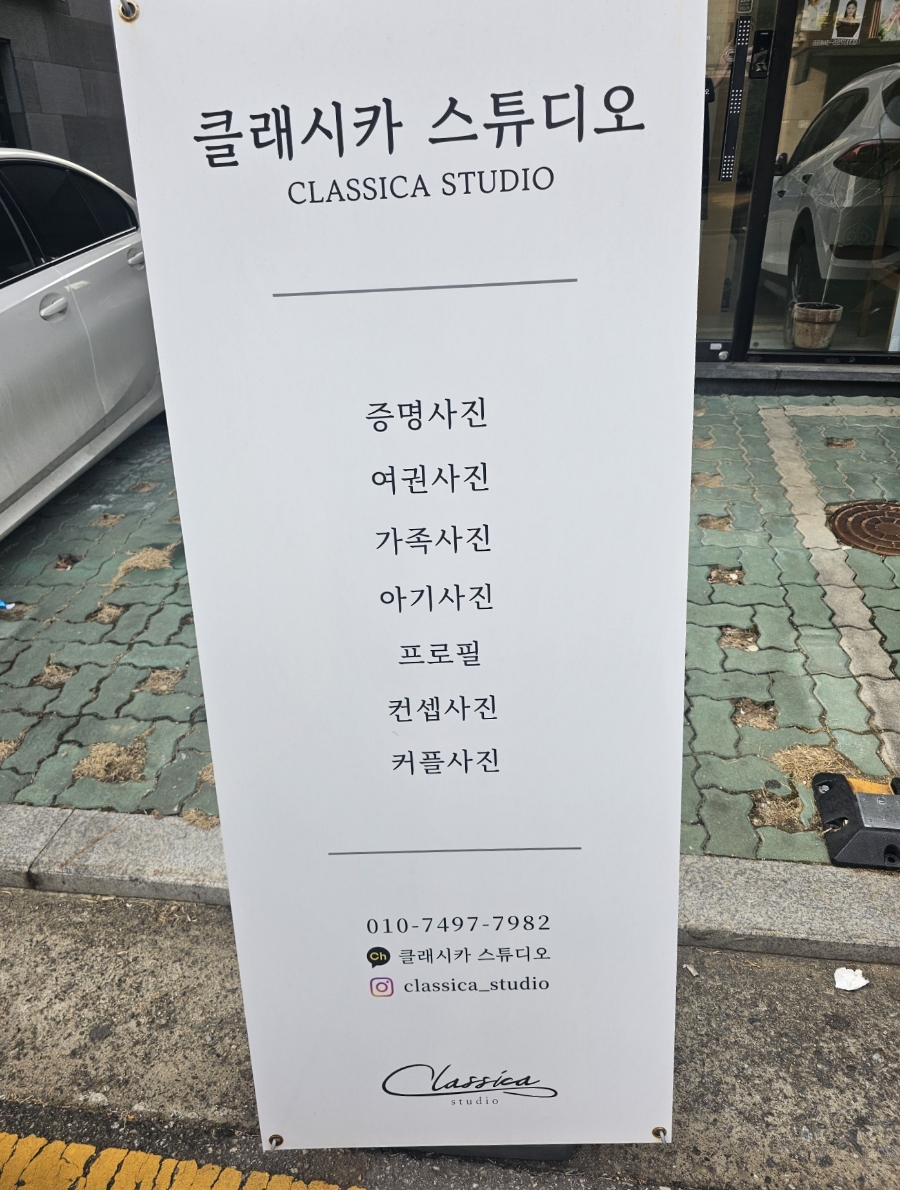 클래시카 스튜디오
CLASSICA STUDIO
증명사진
여권사진
가족사진
아기사진
프로필
컨셉사진
커플사진
010-7497-7982
Ch 클래시카 스튜디오
classica_studio
Classica
studio